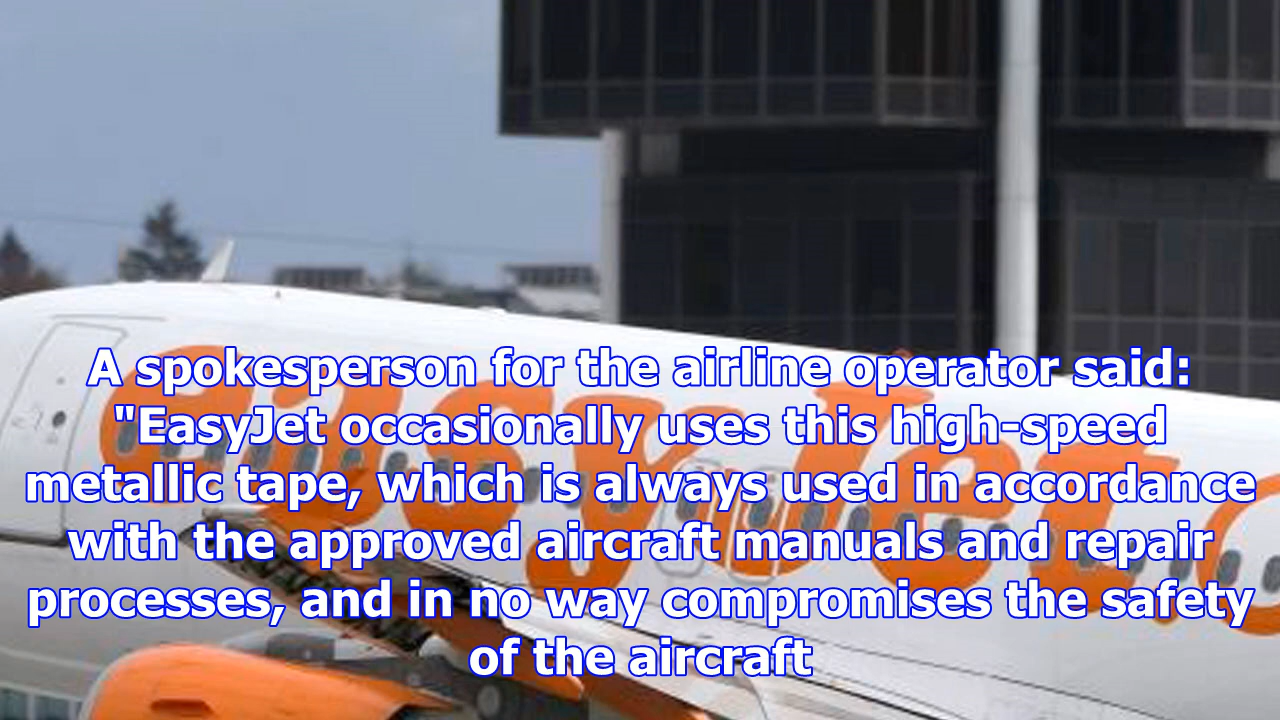 A spokesperson for the airline operator said:
"EasyJet occasionally uses this high-speed
metallic tape, which is always used in accordance
with the approved aircraft manuals and repair
processes, and in no way compromises the safety
of the aircraft
easyJet